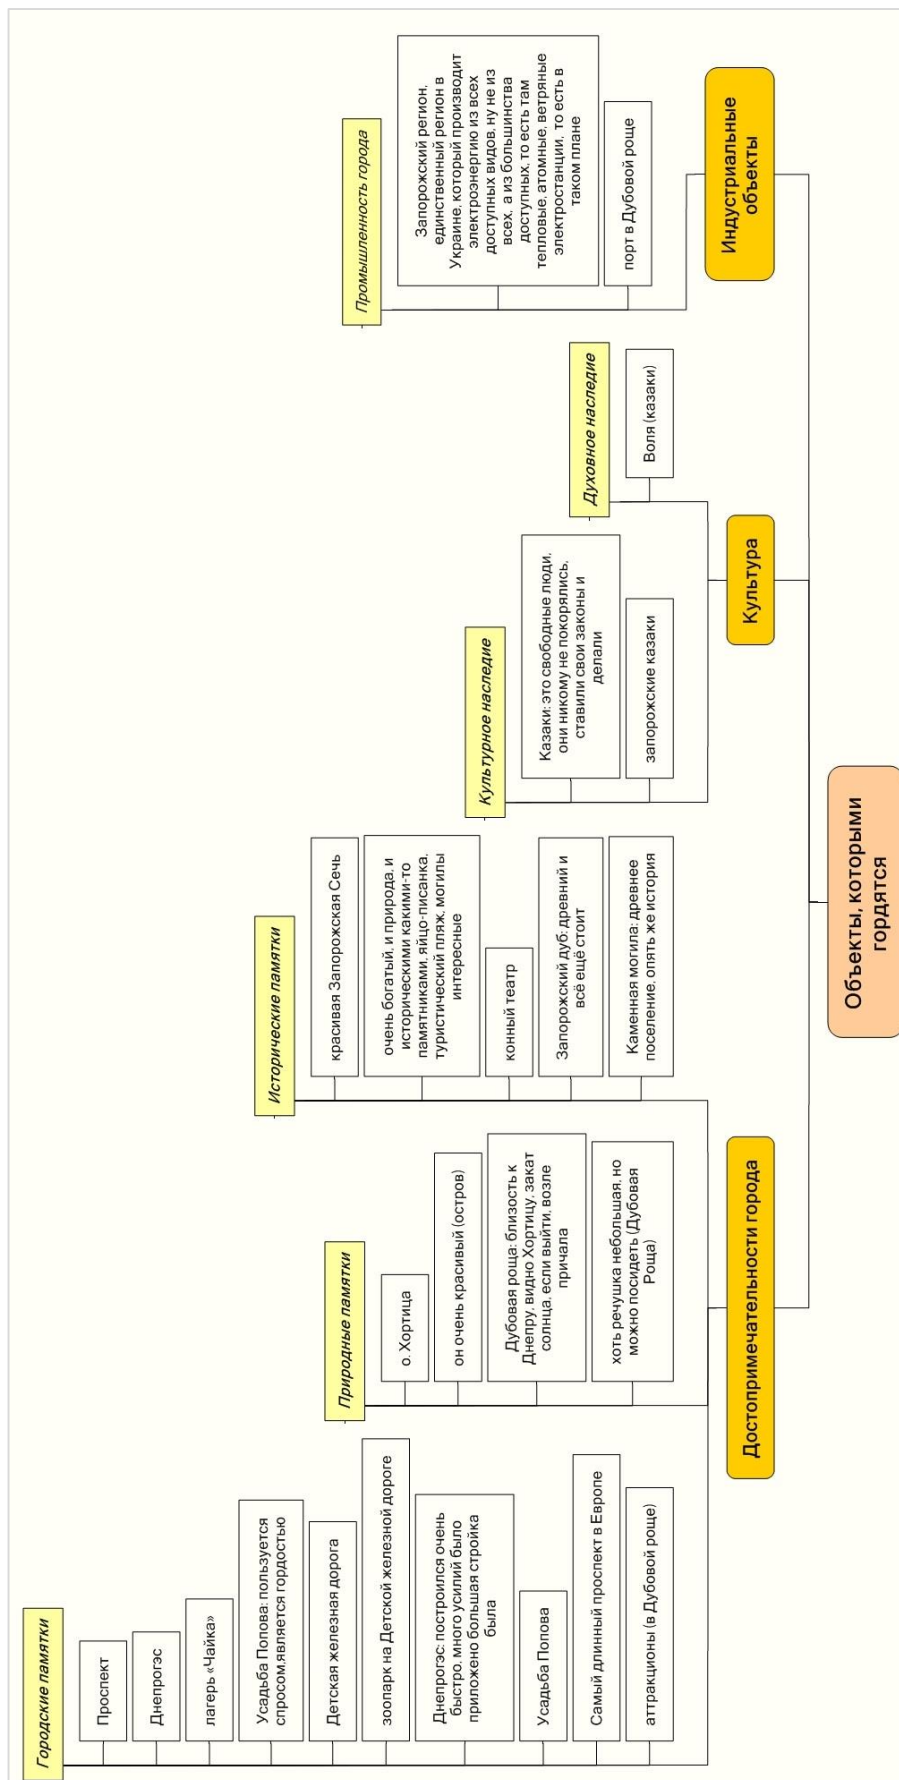 Городские памятки
Проспект
Днепрогэс
лагерь «Чайка»
Усадьба Попова: пользуется
спросом,является гордостью
Детская железная дорога
зоопарк на Детской железной дороге
Днепрогэс: построился очень
быстро, много усилий было
приложено большая стройка
была
Усадьба Попова
Самый длинный проспект в Европе
аттракционы (в Дубовой роще)
Природные памятки
о. Хортица
он очень красивый (остров)
Дубовая роща: близость к
Днепру, видно Хортицу, закат
солнца, если выйти, возле
причала
хоть речушка небольшая, но
можно посидеть (Дубовая
Роща)
Исторические памятки
красивая Запорожская Сечь
очень богатый, и природа, и
историческими какими-то
памятниками, яйцо-писанка,
туристический пляж, могилы
интересные
конный театр
Запорожский дуб: древний и
всё ещё стоит
Каменная могила: древнее
поселение, опять же история
Достопримечательности города
Культурное наследие
Казаки: это свободные люди,
они никому не покорялись,
ставили свои законы и
делали
запорожские казаки
Духовное наследие
Воля (казаки)
Культура
Промышленность города
Запорожский регион,
единственный регион в
Украине, который производит
электроэнергию из всех
доступных видов, ну не из
всех, а из большинства
доступных, то есть там
тепловые, атомные, ветряные
электростанции, то есть в
таком плане
порт в Дубовой роще
Индустриальные
объекты
Объекты, которыми
гордятся